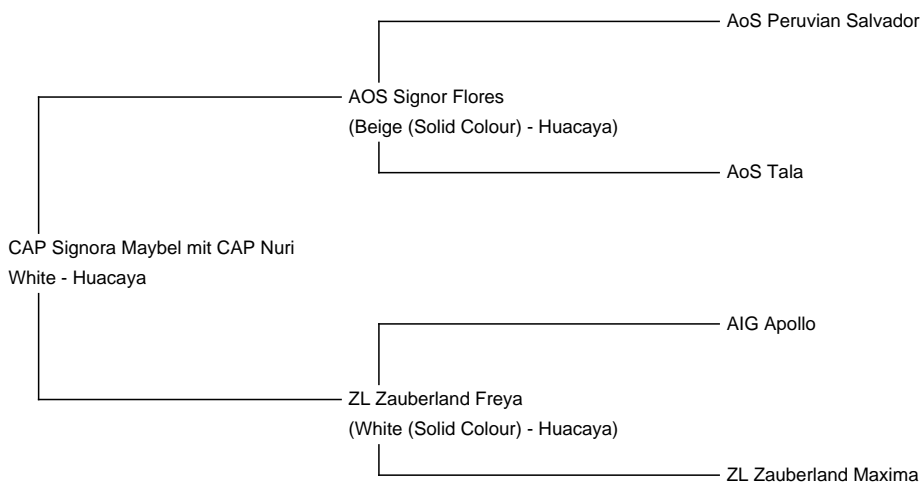 AoS Peruvian Salvador
AOS Signor Flores
(Beige (Solid Colour) - Huacaya)
AoS Tala
CAP Signora Maybel mit CAP Nuri
White - Huacaya
AIG Apollo
ZL Zauberland Freya
(White (Solid Colour) - Huacaya)
ZL Zauberland Maxima